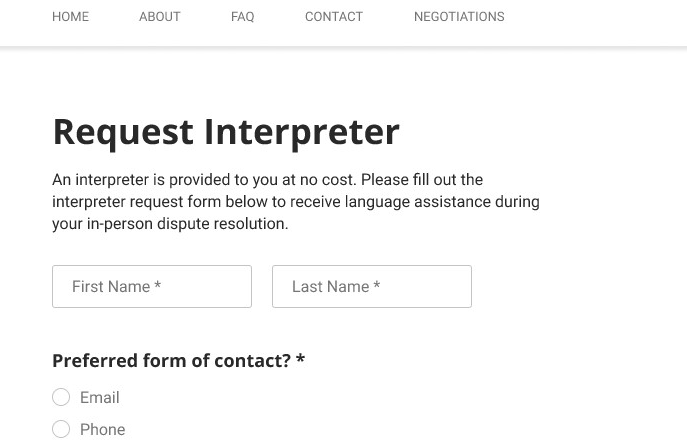 HOME ABOUT FAQ CONTACT NEGOTIATIONS
Request Interpreter
An interpreter is provided to you at no cost. Please fill out the
interpreter request form below to receive language assistance during
your in-person dispute resolution.
First Name * Last Name *
Preferred form of contact? *
Email
Phone